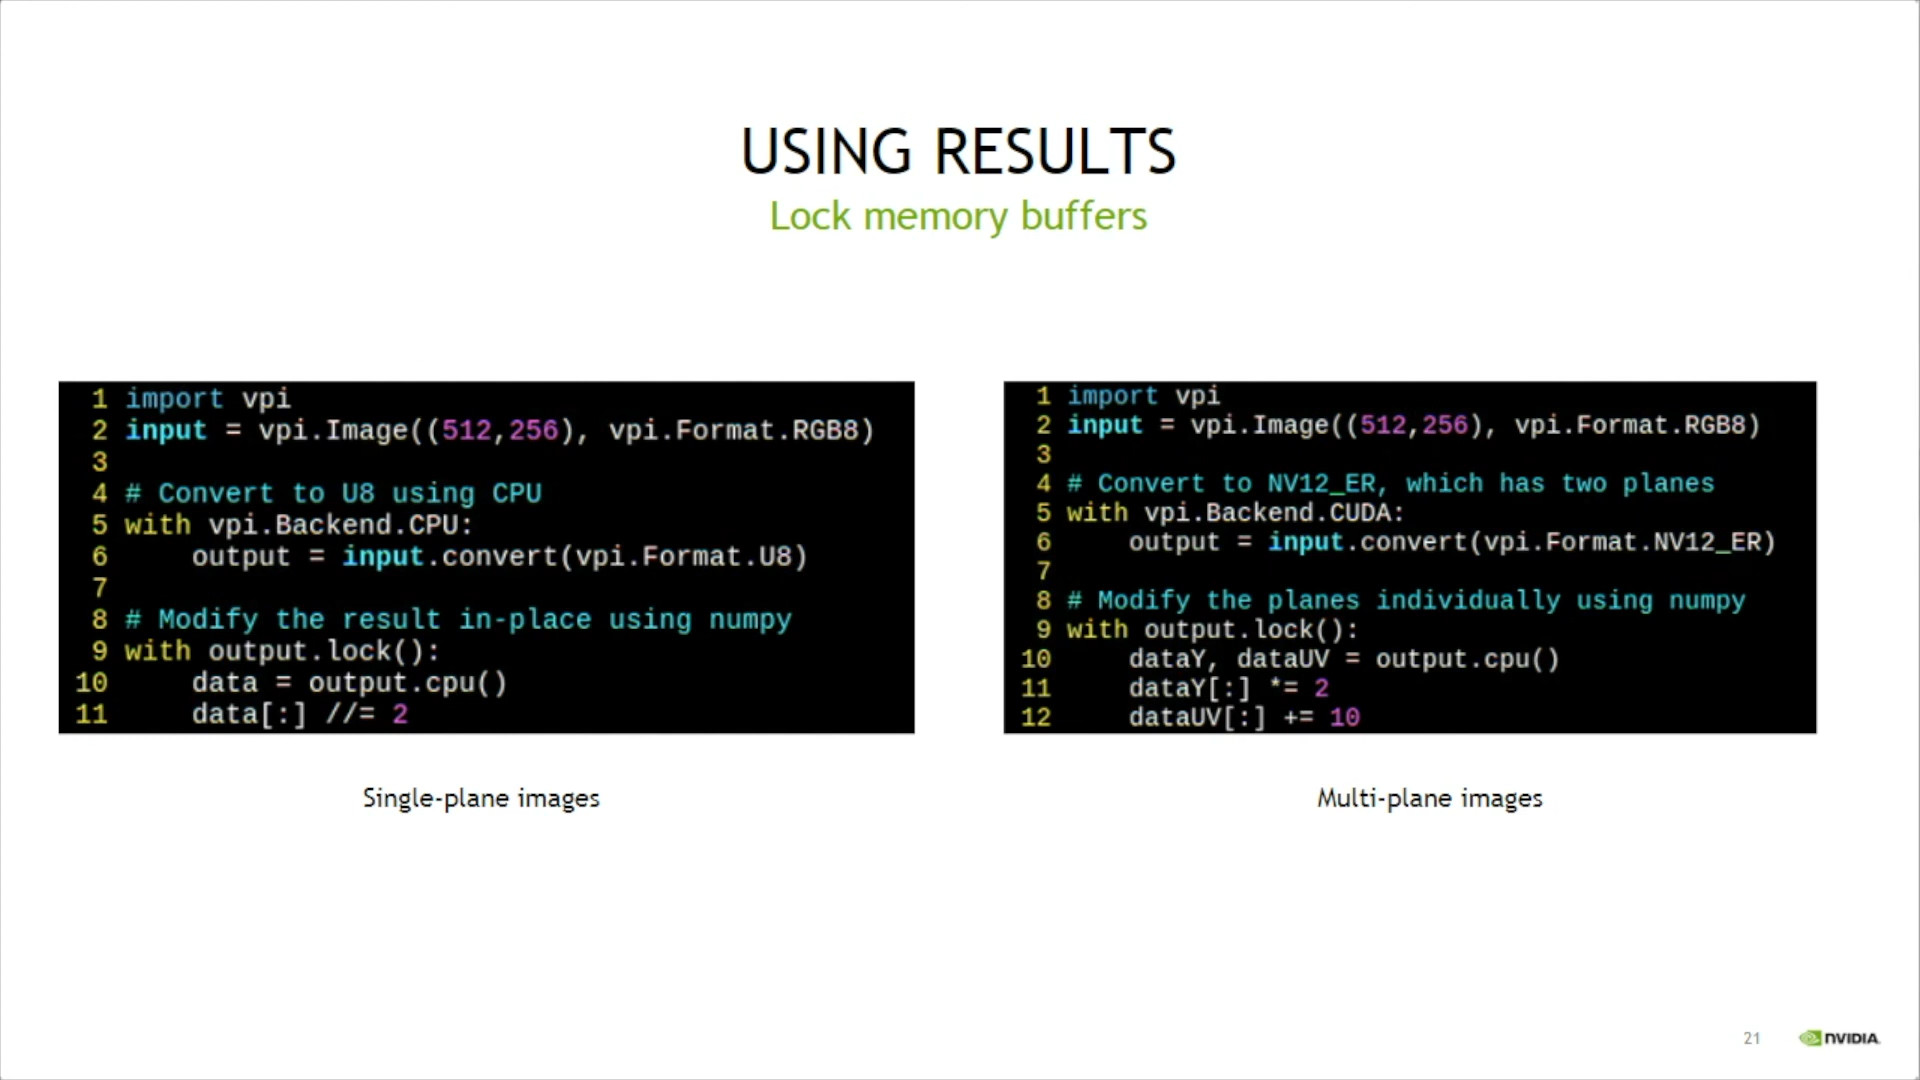 USING RESULTS
Lock memory buffers
1 import vpi
2 input = vpi.Image((512,256), vpi.Format.RGB8)
3
4 # Convert to U8 using CPU
5 with vpi.Backend.CPU:
6     output = input.convert(vpi.Format.U8)
7
8 # Modify the result in-place using numpy
9 with output.lock():
10     data = output.cpu()
11     data[:] //= 2
Single-plane images
1 import vpi
2 input = vpi.Image((512,256), vpi.Format.RGB8)
3
4 # Convert to NV12_ER, which has two planes
5 with vpi.Backend.CUDA:
6     output = input.convert(vpi.Format.NV12_ER)
7
8 # Modify the planes individually using numpy
9 with output.lock():
10     dataY, dataUV = output.cpu()
11     dataY[:] *= 2
12     dataUV[:] += 10
Multi-plane images
21
NVIDIA